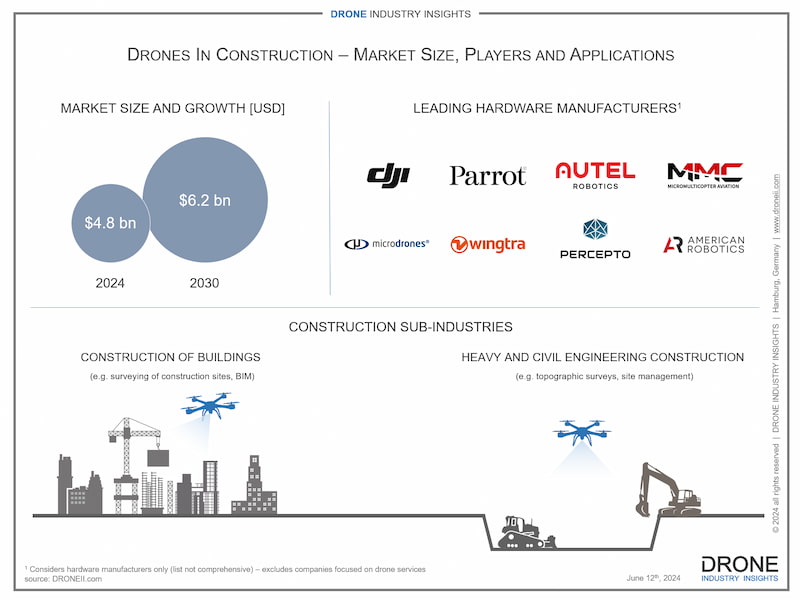 DRONE INDUSTRY INSIGHTS
DRONES IN CONSTRUCTION – MARKET SIZE, PLAYERS AND APPLICATIONS
MARKET SIZE AND GROWTH [USD]
$4.8 bn
$6.2 bn
2024
2030
LEADING HARDWARE MANUFACTURERS¹
dji
Parrot
AUTEL
ROBOTICS
MMC
MICROMULTICOPTER AVIATION
microdrones®
wingtra
PERCEPTO
AR AMERICAN
ROBOTICS
CONSTRUCTION SUB-INDUSTRIES
CONSTRUCTION OF BUILDINGS
(e.g. surveying of construction sites, BIM)
HEAVY AND CIVIL ENGINEERING CONSTRUCTION
(e.g. topographic surveys, site management)
© 2024 all rights reserved | DRONE INDUSTRY INSIGHTS | Hamburg, Germany | www.droneii.com
¹ Considers hardware manufacturers only (list not comprehensive) – excludes companies focused on drone services
source: DRONEII.com
June 12th, 2024
DRONE
INDUSTRY INSIGHTS